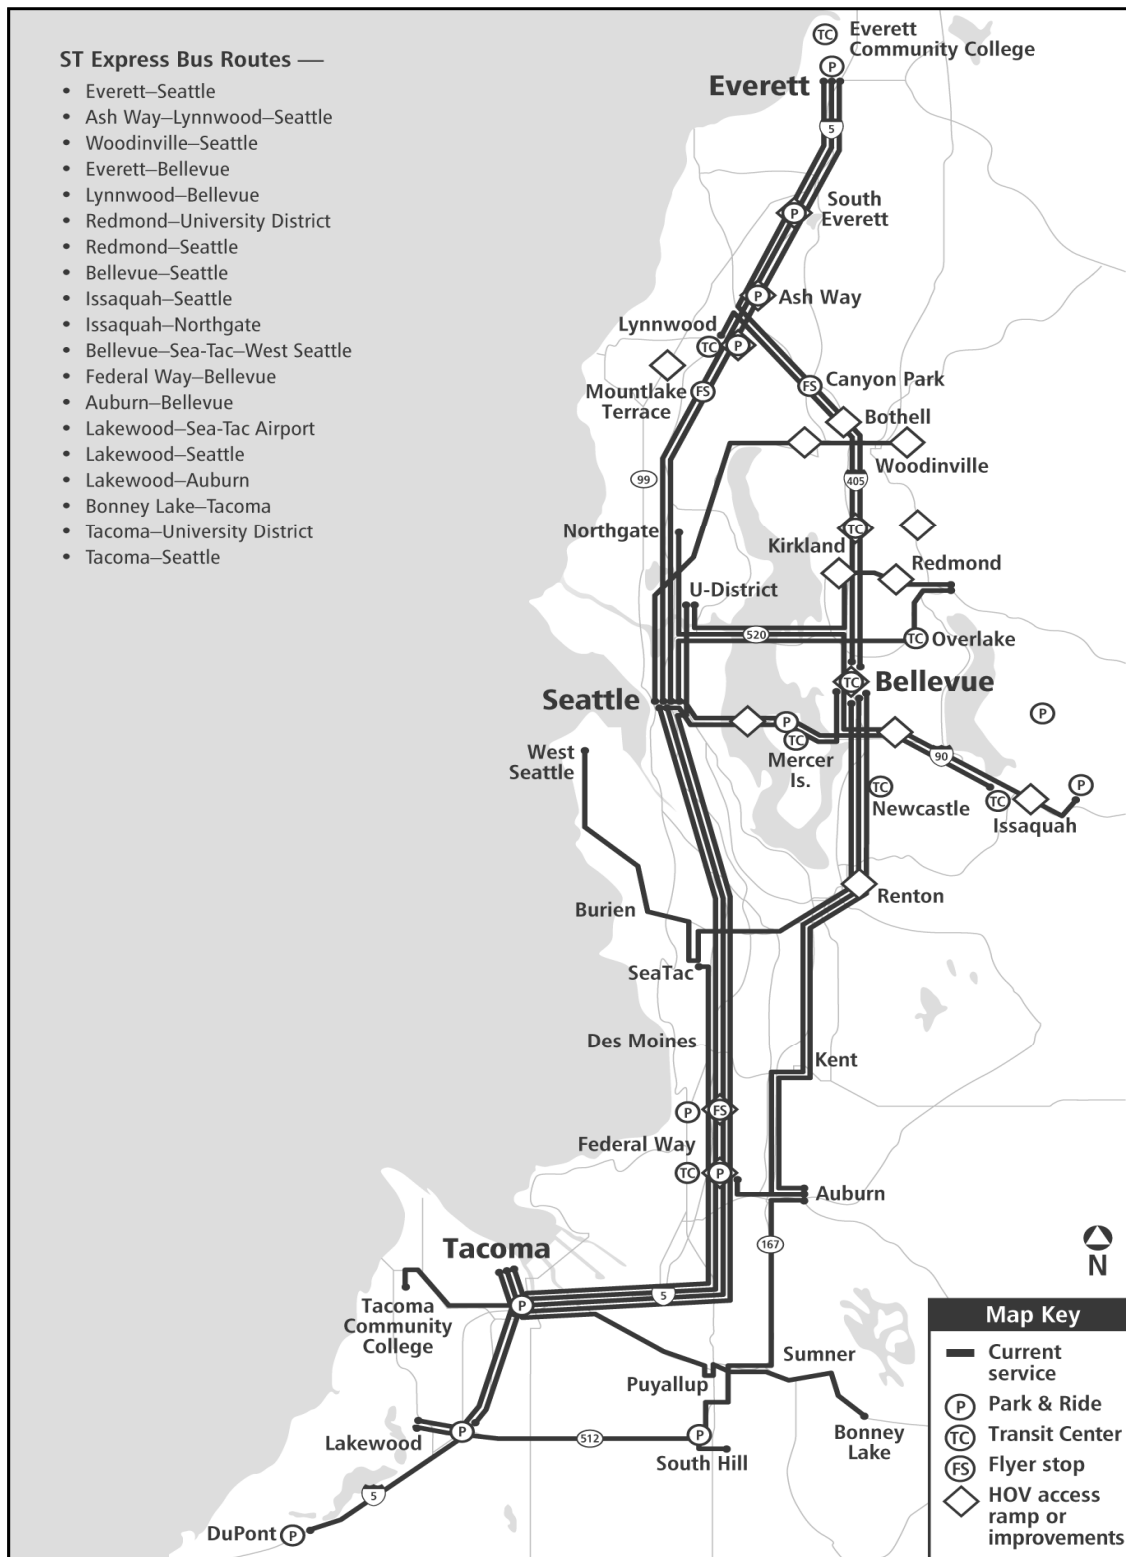 ST Express Bus Routes —
• Everett–Seattle
• Ash Way–Lynnwood–Seattle
• Woodinville–Seattle
• Everett–Bellevue
• Lynnwood–Bellevue
• Redmond–University District
• Redmond–Seattle
• Bellevue–Seattle
• Issaquah–Seattle
• Issaquah–Northgate
• Bellevue–Sea-Tac–West Seattle
• Federal Way–Bellevue
• Auburn–Bellevue
• Lakewood–Sea-Tac Airport
• Lakewood–Seattle
• Lakewood–Auburn
• Bonney Lake–Tacoma
• Tacoma–University District
• Tacoma–Seattle
TC Everett
Community College
P
Everett
5
South
P
Everett
P Ash Way
Lynnwood
TC P
Canyon Park
FS
Mountlake
Terrace
FS
Bothell
Woodinville
99
405
Northgate
TC
Kirkland
Redmond
U-District
520
TC Overlake
TC Bellevue
Seattle
P
P
TC
Mercer
Is.
West
Seattle
90
TC
Newcastle
P
TC
Issaquah
Renton
Burien
SeaTac
Des Moines
Kent
P FS
Federal Way
TC P
Auburn
167
N
Tacoma
5
P
Tacoma
Community
College
Sumner
Puyallup
Bonney
Lake
Lakewood
P
512
P
South Hill
5
DuPont P
Map Key
Current
service
P Park & Ride
TC Transit Center
FS Flyer stop
HOV access
ramp or
improvements